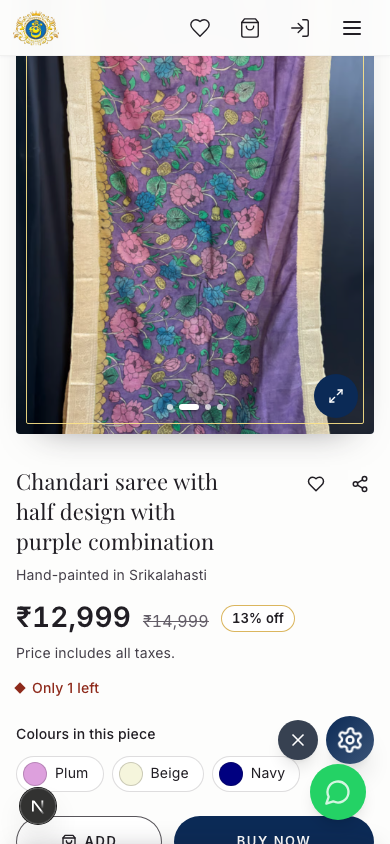 Chandari saree with
half design with
purple combination
Hand-painted in Srikalahasti
₹12,999 ₹14,999 13% off
Price includes all taxes.
Only 1 left
Colours in this piece
Plum Beige Navy
N
ADD BUY NOW